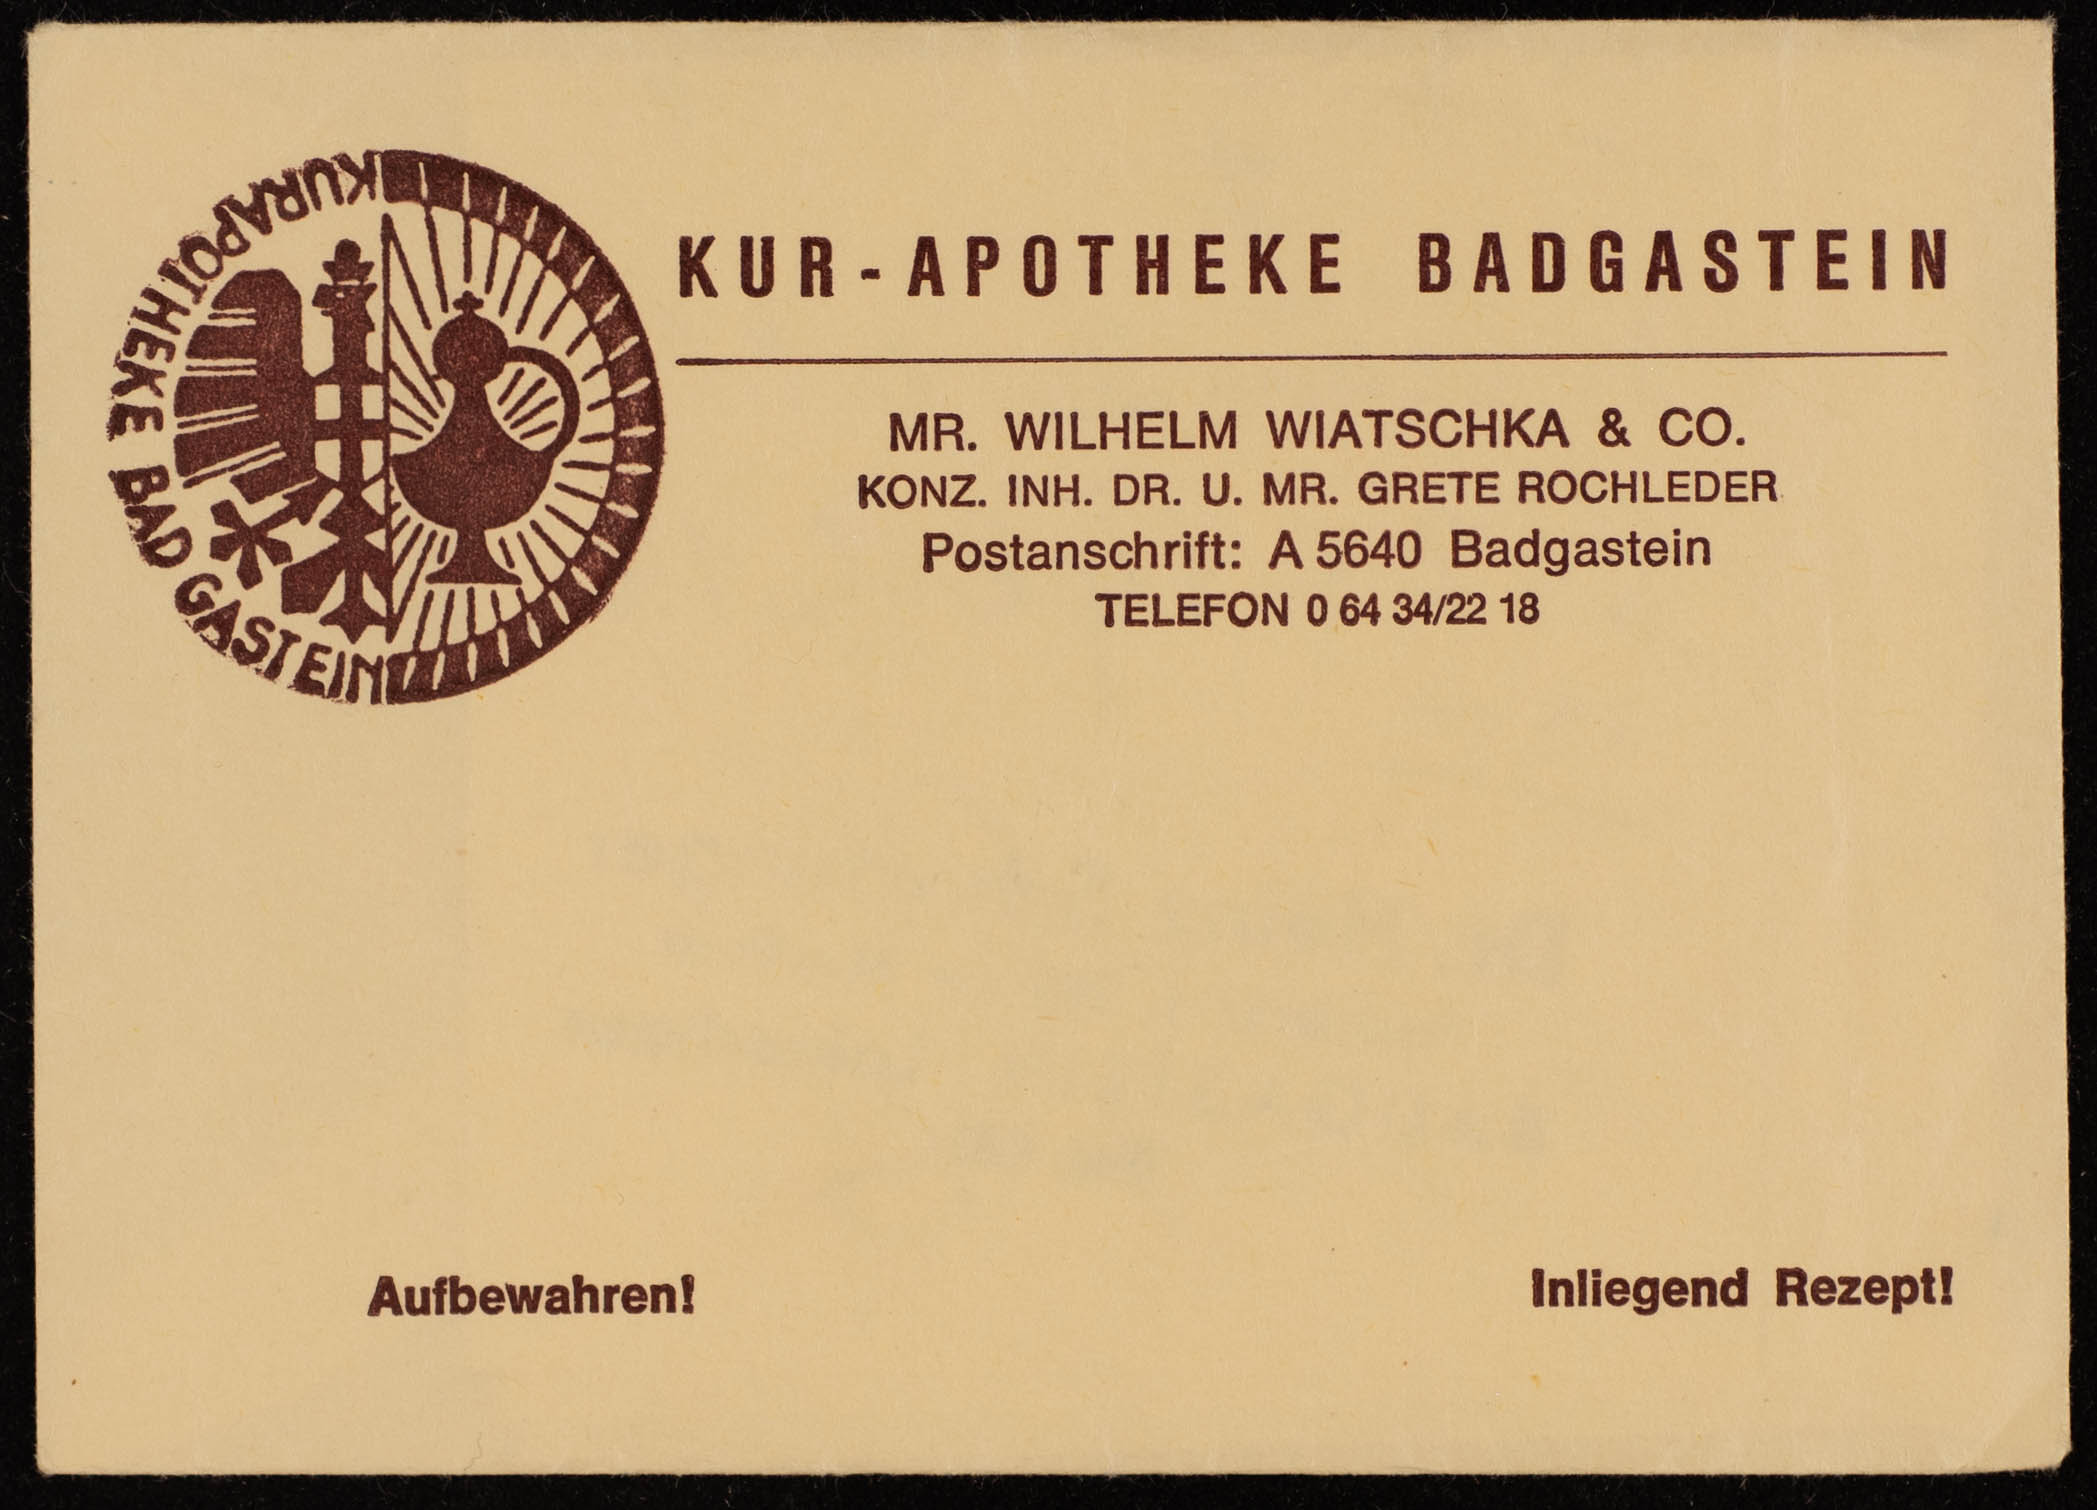 KURAPOTHEKE BAD GASTEIN
KUR-APOTHEKE BADGASTEIN
MR. WILHELM WIATSCHKA & CO.
KONZ. INH. DR. U. MR. GRETE ROCHLEDER
Postanschrift: A 5640 Badgastein
TELEFON 0 64 34/22 18
Aufbewahren!
Inliegend Rezept!